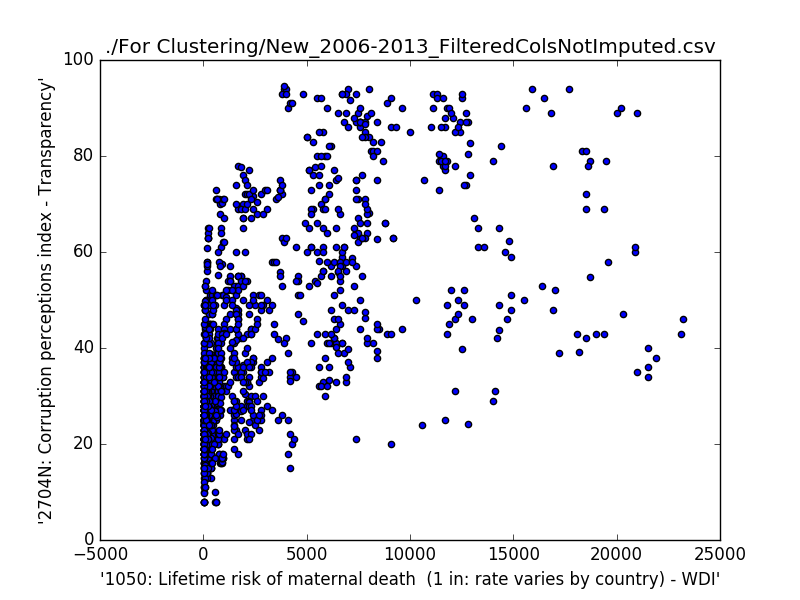 ./For Clustering/New_2006-2013_FilteredColsNotImputed.csv
'2704N: Corruption perceptions index - Transparency'
100
80
60
40
20
0
−5000 0 5000 10000 15000 20000 25000
'1050: Lifetime risk of maternal death  (1 in: rate varies by country) - WDI'